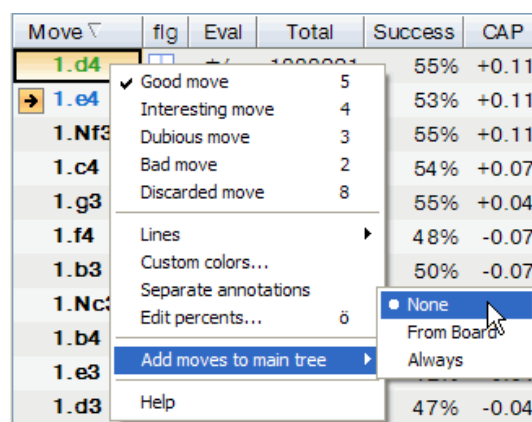 Move flg Eval Total Success CAP
1.d4 55% +0.11
Good move 5
1.e4 53% +0.11
Interesting move 4
1.Nf3 55% +0.11
Dubious move 3
1.c4 54% +0.07
Bad move 2
Discarded move 8
1.g3 55% +0.04
1.f4 48% -0.07
Lines
1.b3 50% -0.07
Custom colors...
Separate annotations
None
Edit percents... ö
From Board
1.b4
Add moves to main tree
Always
1.e3
Help
1.d3 47% -0.04